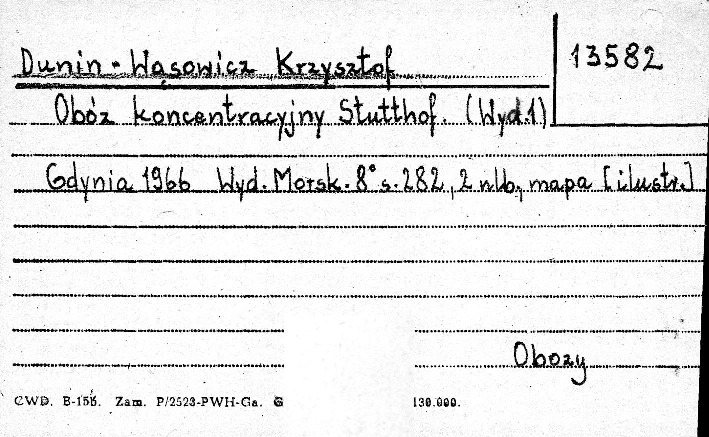 Dunin-Wąsowicz Krzysztof
13582
Obóz koncentracyjny Stutthof. (Wyd.1)
Gdynia 1966 Wyd. Morsk. 8° s. 282, 2 nlb., mapa [ilustr.]
Obozy
CWD. B-155. Zam. P/2523-PWH-Ga. G 130.000.